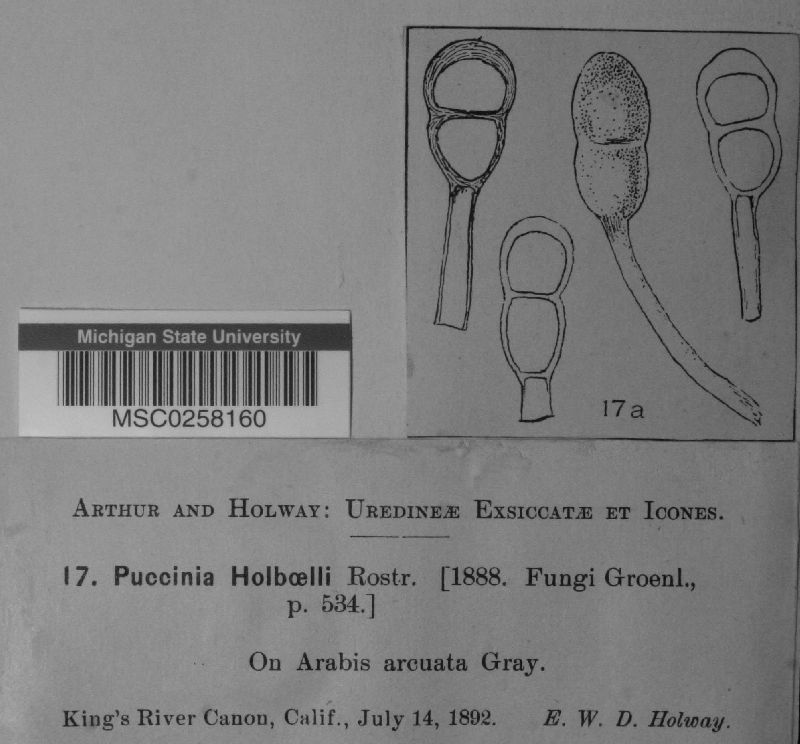 17a
Michigan State University
MSC0258160
ARTHUR AND HOLWAY: UREDINEÆ EXSICCATÆ ET ICONES.
17. Puccinia Holbœlli Rostr. [1888. Fungi Groenl.,
p. 534.]
On Arabis arcuata Gray.
King's River Canon, Calif., July 14, 1892. E. W. D. Holway.